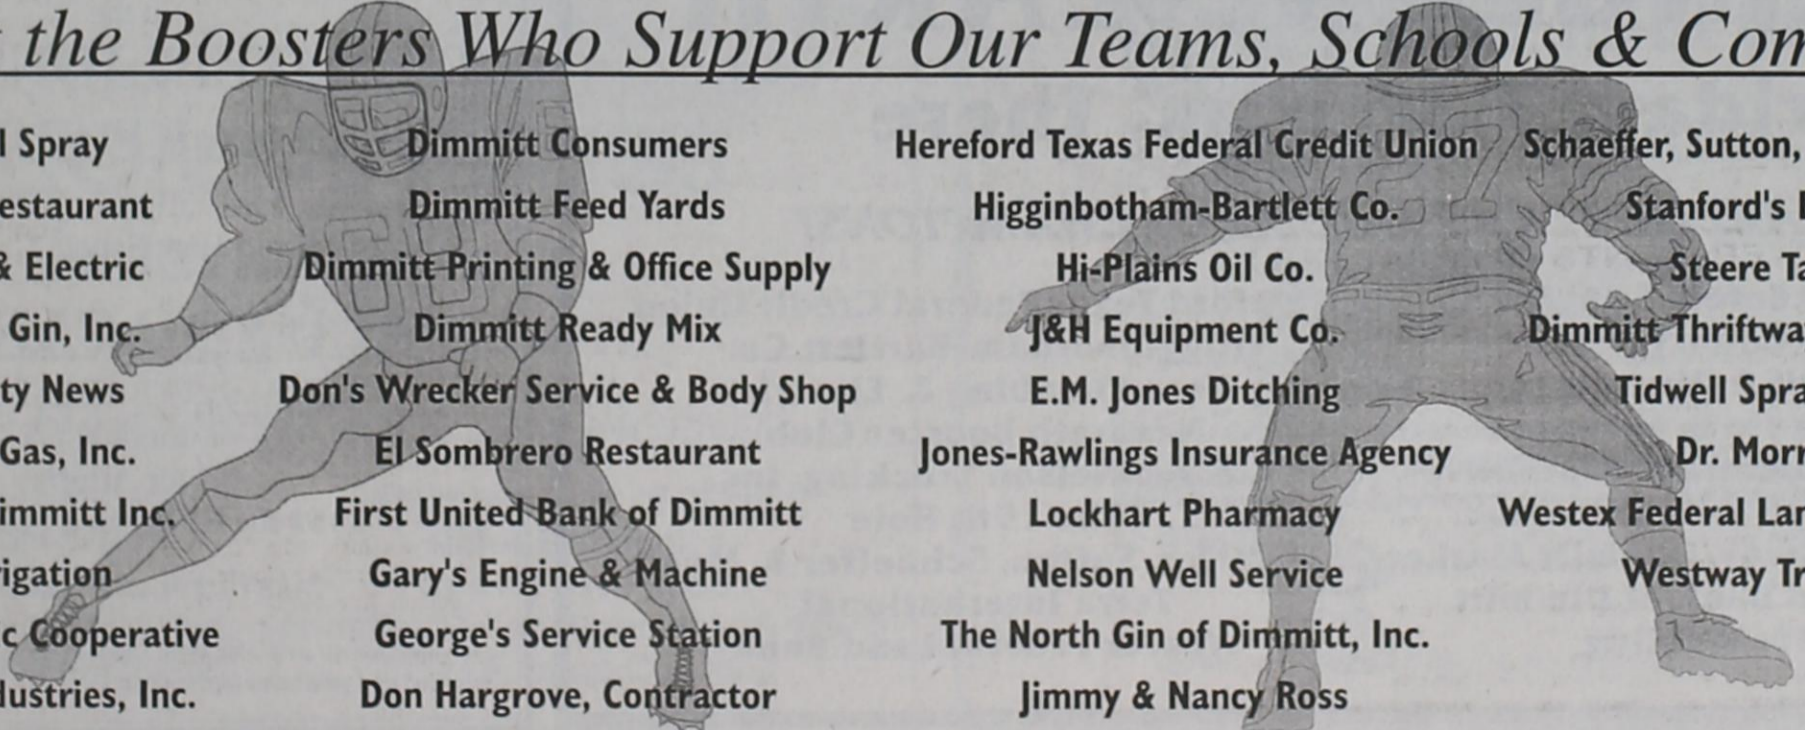 the Boosters Who Support Our Teams, Schools & Com
l Spray
estaurant
& Electric
Gin, Inc.
ty News
Gas, Inc.
immitt Inc.
rigation
c Cooperative
dustries, Inc.
Dimmitt Consumers
Dimmitt Feed Yards
Dimmitt Printing & Office Supply
Dimmitt Ready Mix
Don's Wrecker Service & Body Shop
El Sombrero Restaurant
First United Bank of Dimmitt
Gary's Engine & Machine
George's Service Station
Don Hargrove, Contractor
Hereford Texas Federal Credit Union
Higginbotham-Bartlett Co.
Hi-Plains Oil Co.
J&H Equipment Co.
E.M. Jones Ditching
Jones-Rawlings Insurance Agency
Lockhart Pharmacy
Nelson Well Service
The North Gin of Dimmitt, Inc.
Jimmy & Nancy Ross
Schaeffer, Sutton,
Stanford's
Steere Ta
Dimmitt Thriftwa
Tidwell Spra
Dr. Morr
Westex Federal Lan
Westway Tr